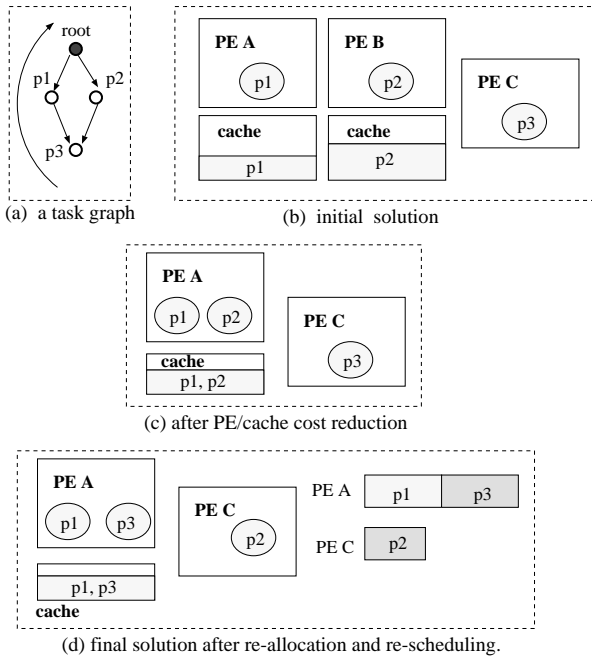 root
p1
p2
p3
(a) a task graph
PE A
p1
PE B
p2
PE C
p3
cache
p1
cache
p2
(b) initial solution
PE A
p1 p2
cache
p1, p2
PE C
p3
(c) after PE/cache cost reduction
PE A
p1 p3
p1, p3
cache
PE C
p2
PE A p1 p3
PE C p2
(d) final solution after re-allocation and re-scheduling.